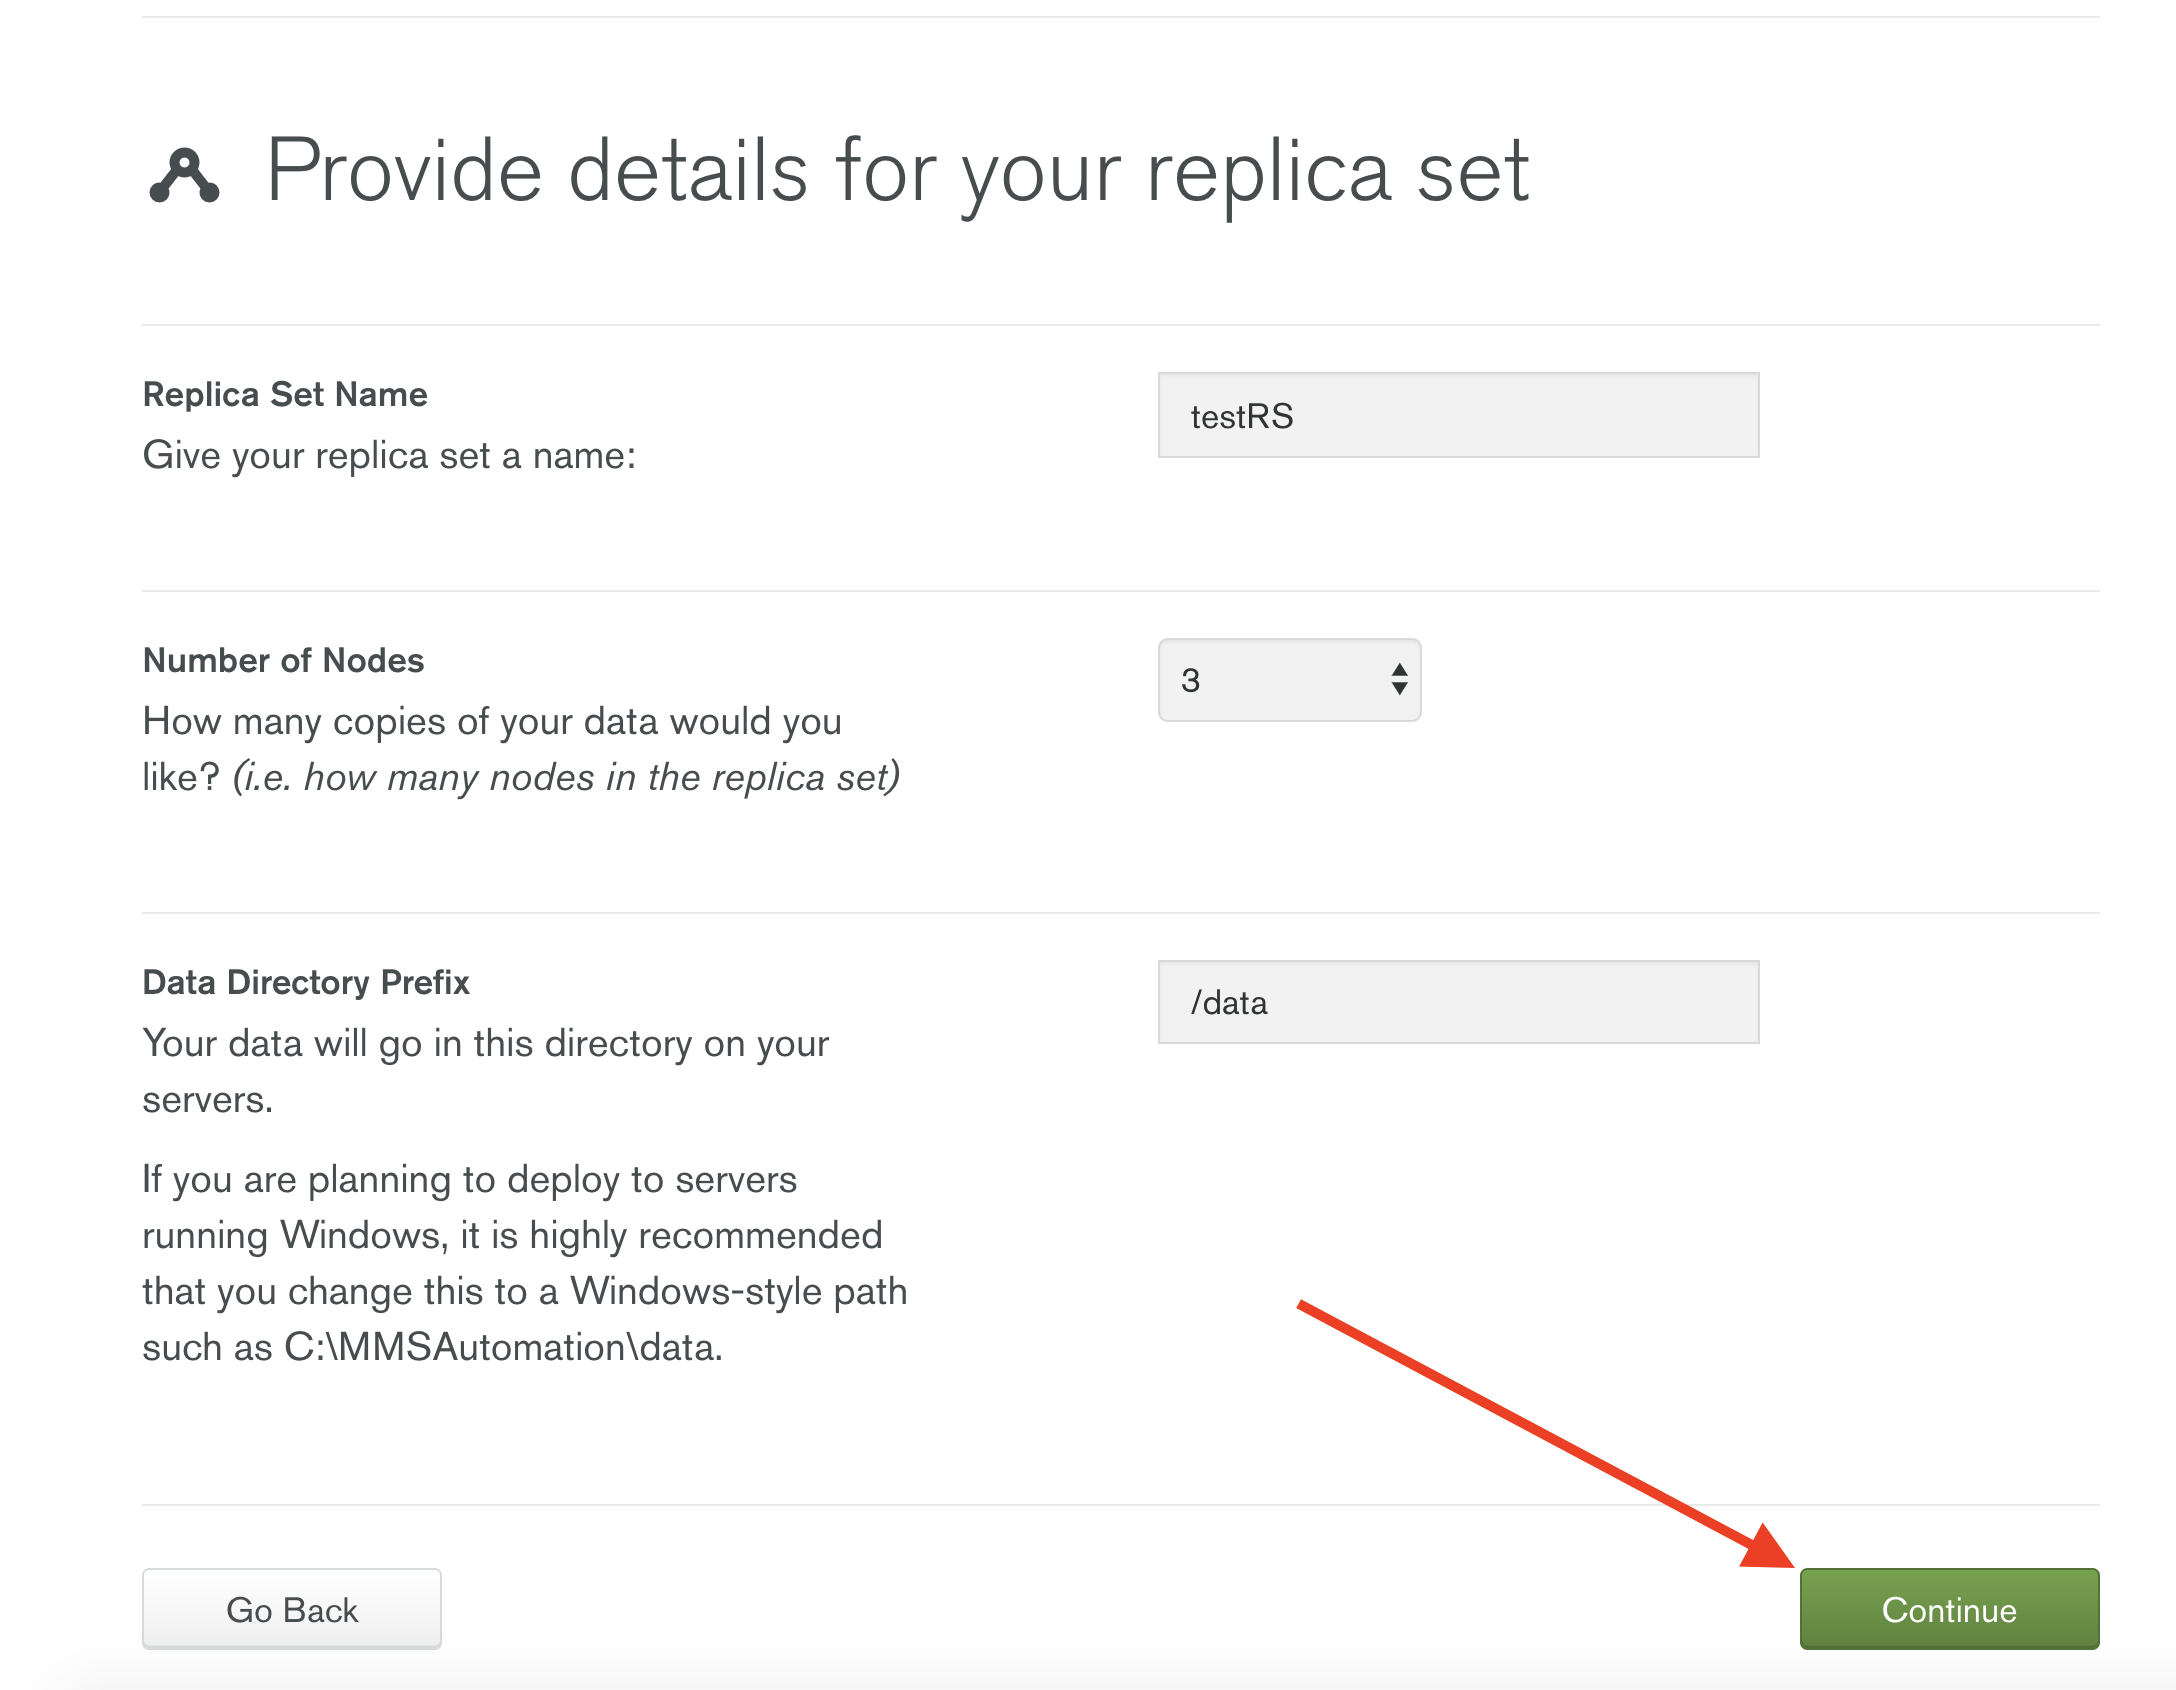 Provide details for your replica set
Replica Set Name
testRS
Give your replica set a name:
Number of Nodes
3
How many copies of your data would you
like? (i.e. how many nodes in the replica set)
Data Directory Prefix
/data
Your data will go in this directory on your
servers.
If you are planning to deploy to servers
running Windows, it is highly recommended
that you change this to a Windows-style path
such as C:\MMSAutomation\data.
Go Back
Continue